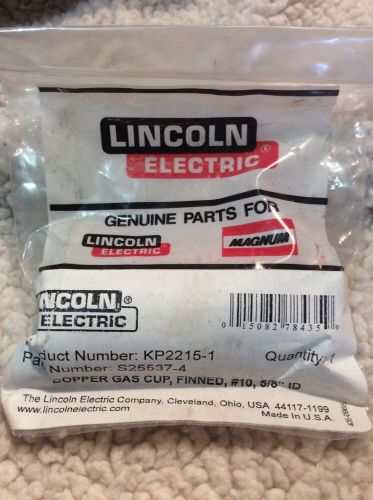 LINCOLN®
ELECTRIC
GENUINE PARTS FOR
LINCOLN
ELECTRIC
MAGNUM
LINCOLN®
ELECTRIC
0 15082 78435 9
Product Number: KP2215-1 Quantity: 1
Number: S25537-4
COPPER GAS CUP, FINNED, #10, 5/8" ID
The Lincoln Electric Company, Cleveland, Ohio, USA 44117-1199
www.lincolnelectric.com Made in U.S.A.